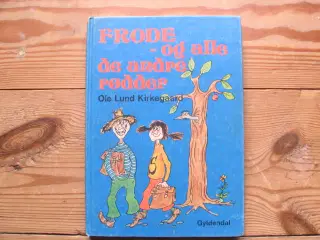 FRODE
- og alle
de andre
rødder
Ole Lund Kirkegaard
Gyldendal